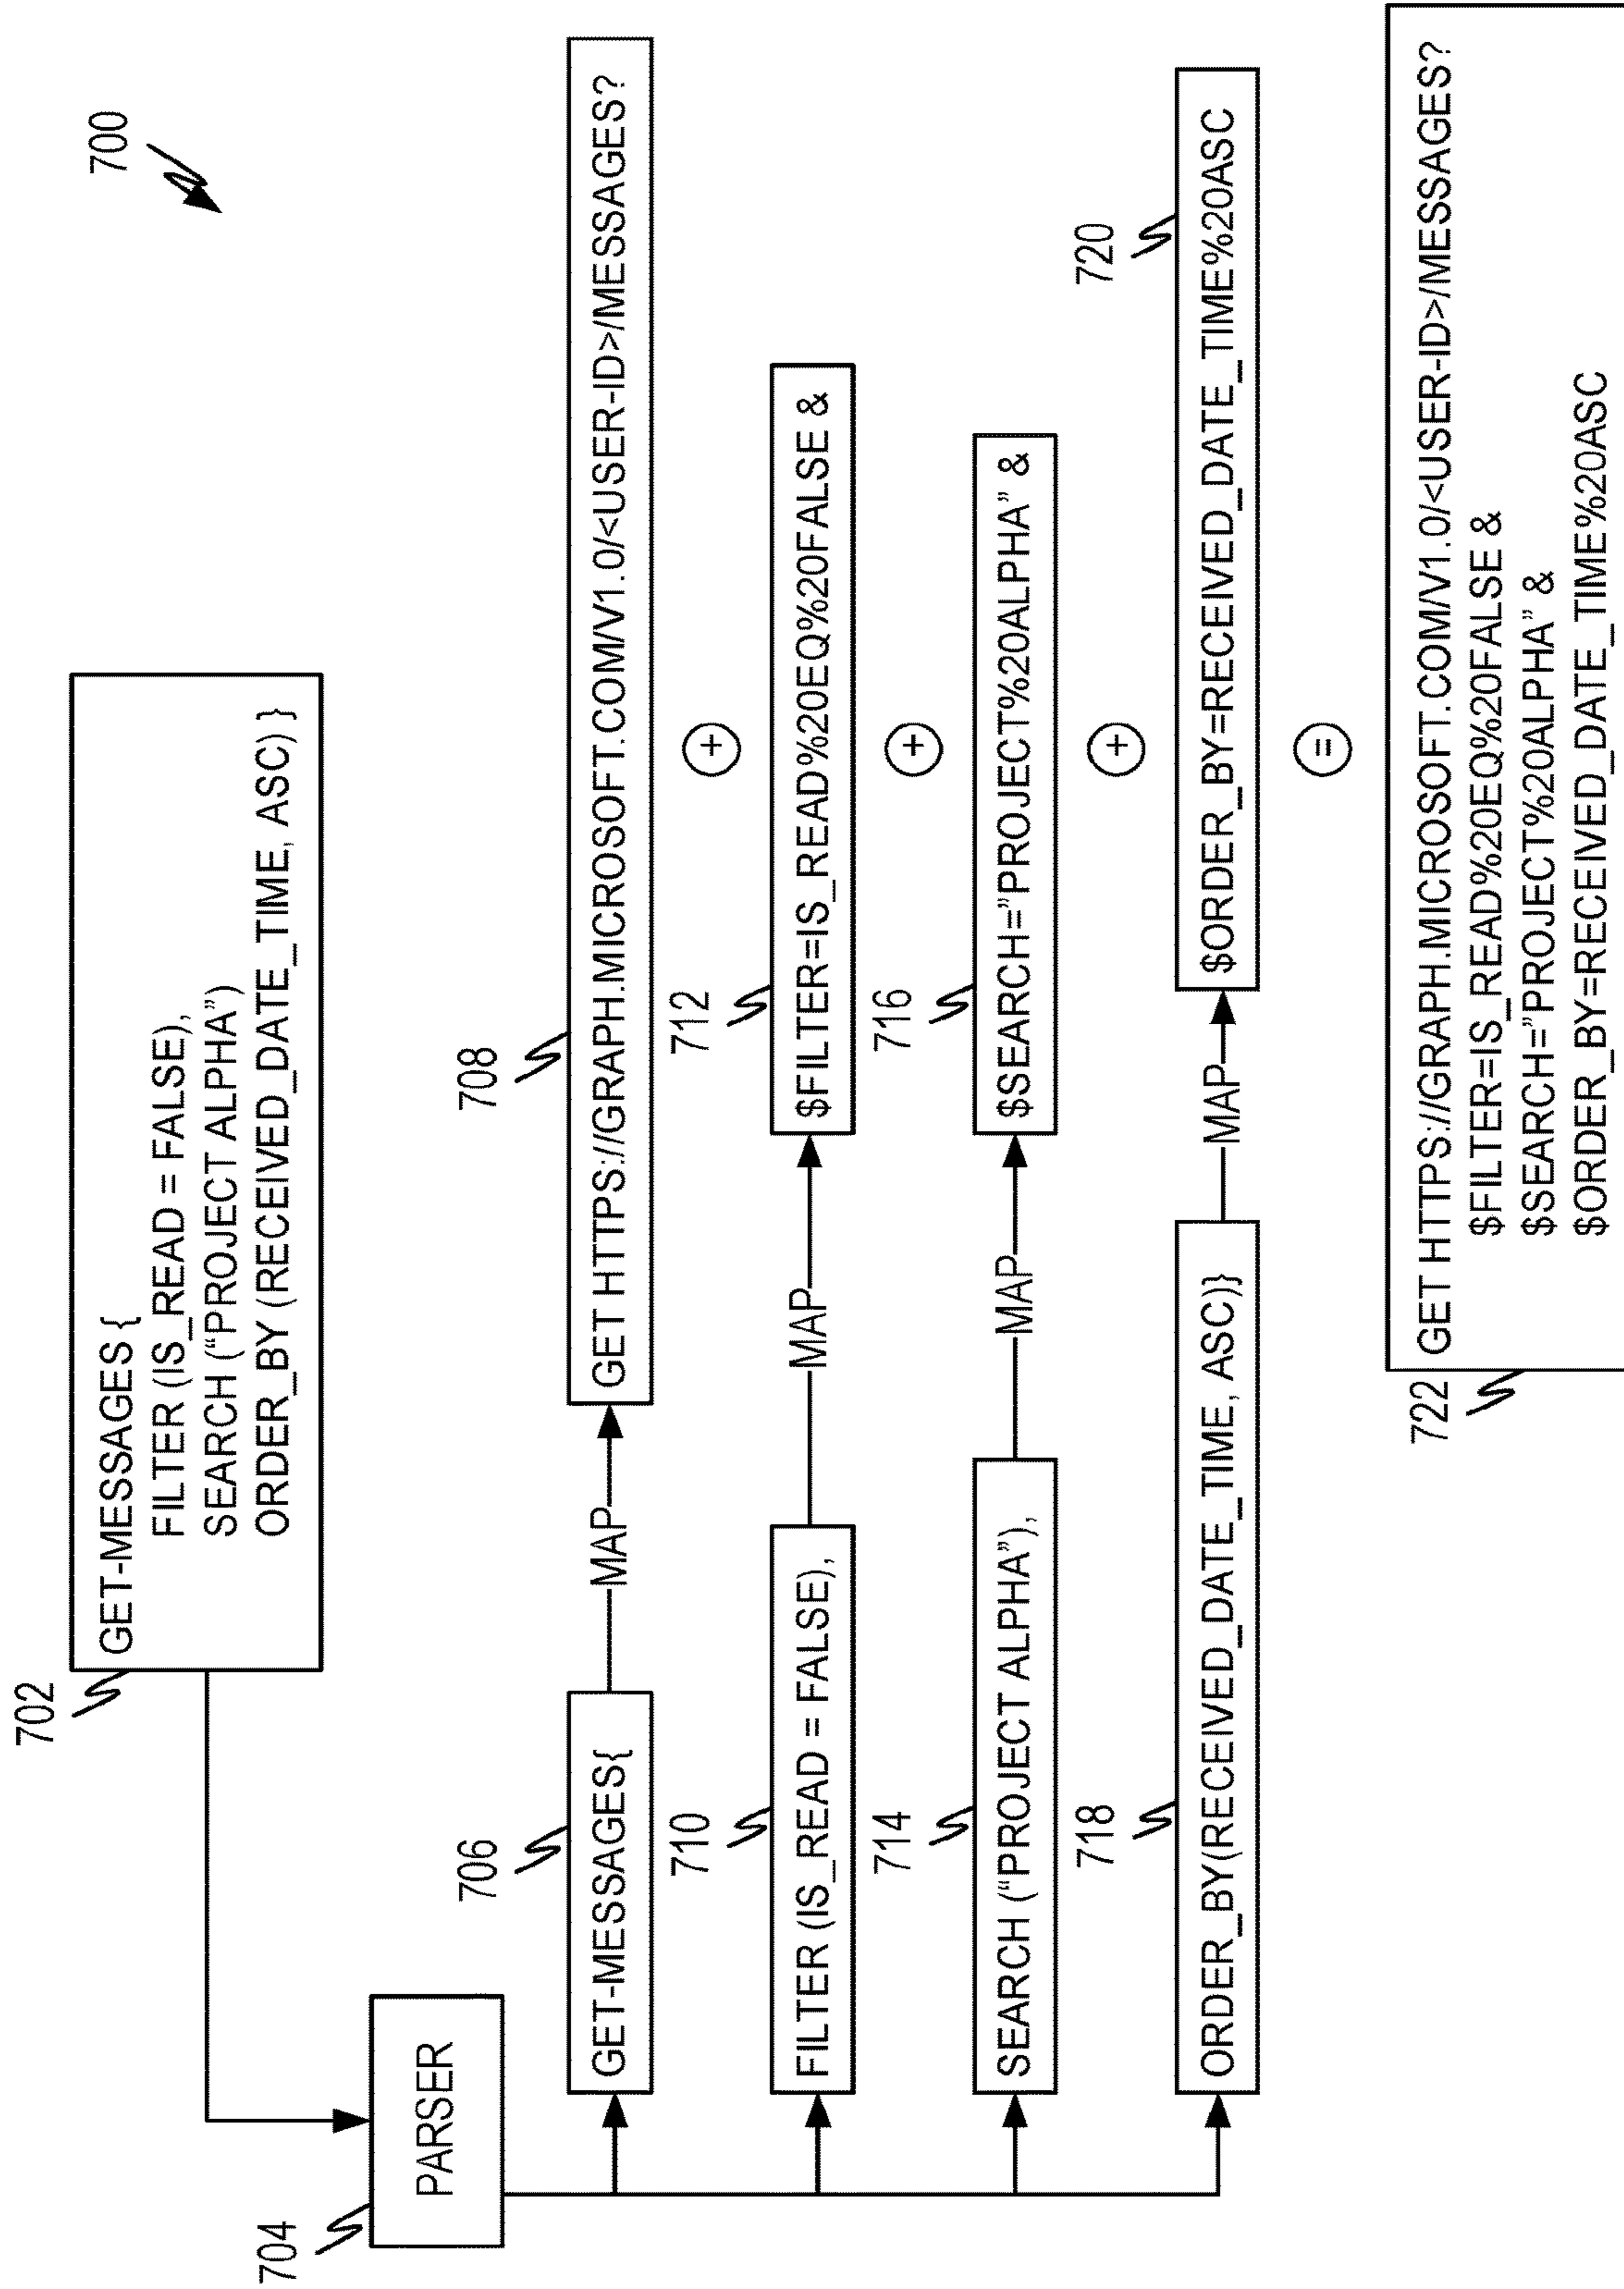 700
702
GET-MESSAGES {
FILTER (IS_READ = FALSE),
SEARCH (“PROJECT ALPHA”)
ORDER_BY (RECEIVED_DATE_TIME, ASC) }
704
PARSER
706
GET-MESSAGES{
MAP
708
GET HTTPS://GRAPH.MICROSOFT.COM/V1.0/<USER-ID>/MESSAGES?
+
710
FILTER (IS_READ = FALSE),
MAP
712
$FILTER=IS_READ%20EQ%20FALSE &
+
714
SEARCH (“PROJECT ALPHA”),
MAP
716
$SEARCH=”PROJECT%20ALPHA” &
+
718
ORDER_BY(RECEIVED_DATE_TIME, ASC)}
MAP
720
$ORDER_BY=RECEIVED_DATE_TIME%20ASC
=
722
GET HTTPS://GRAPH.MICROSOFT.COM/V1.0/<USER-ID>/MESSAGES?
$FILTER=IS_READ%20EQ%20FALSE &
$SEARCH=”PROJECT%20ALPHA” &
$ORDER_BY=RECEIVED_DATE_TIME%20ASC